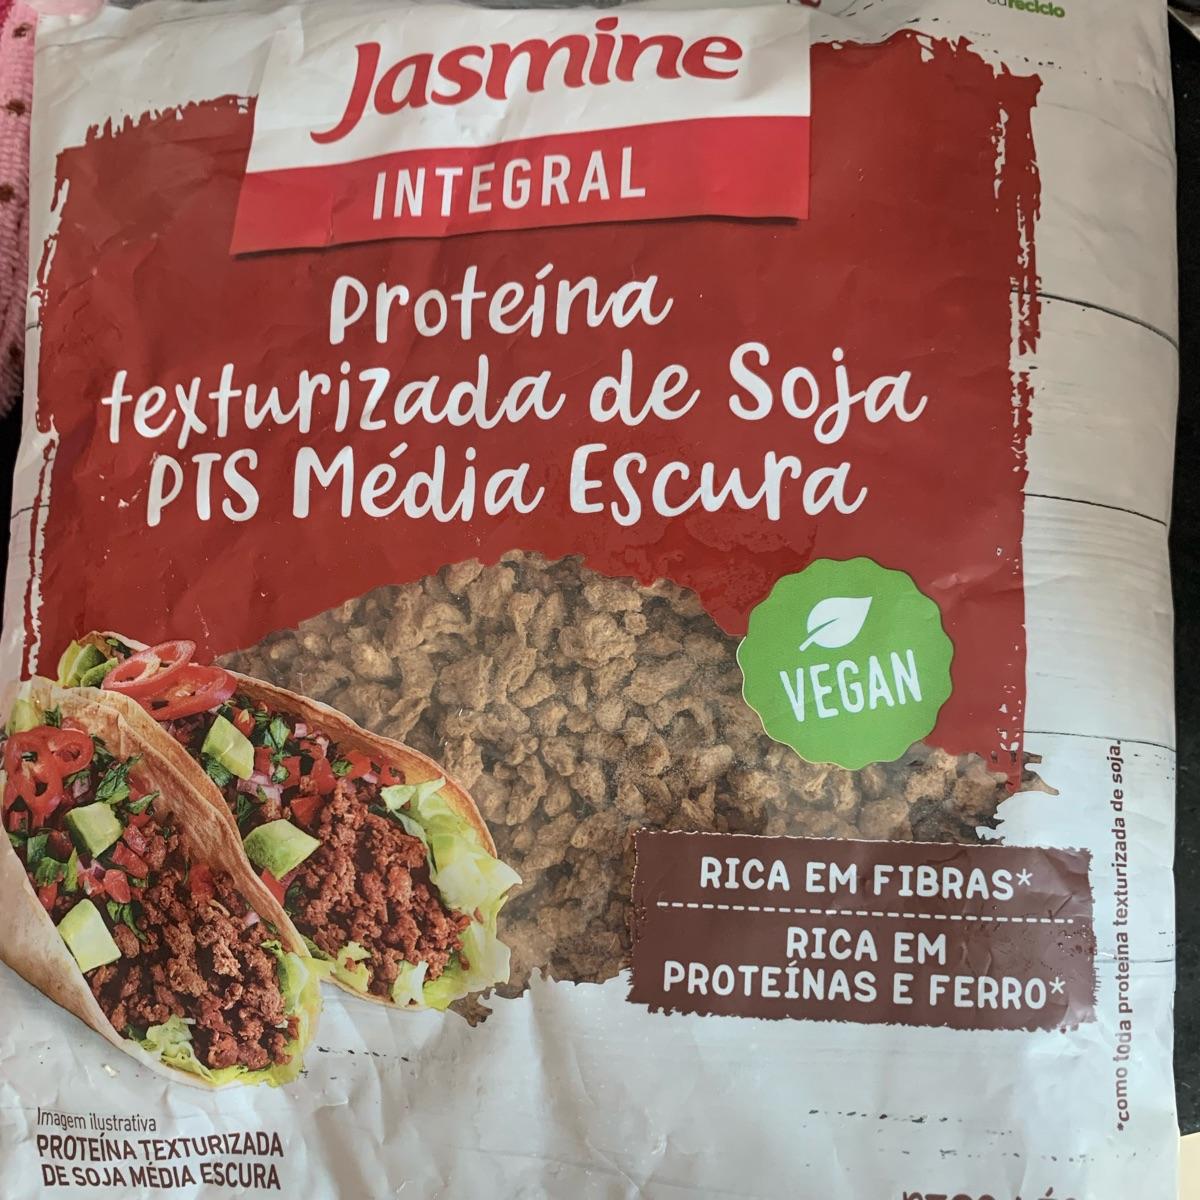 eureciclo
Jasmine
INTEGRAL
Proteína
texturizada de Soja
PTS Média Escura
VEGAN
RICA EM FIBRAS*
RICA EM
PROTEÍNAS E FERRO*
*como toda proteína texturizada de soja.
Imagem ilustrativa
PROTEÍNA TEXTURIZADA
DE SOJA MÉDIA ESCURA